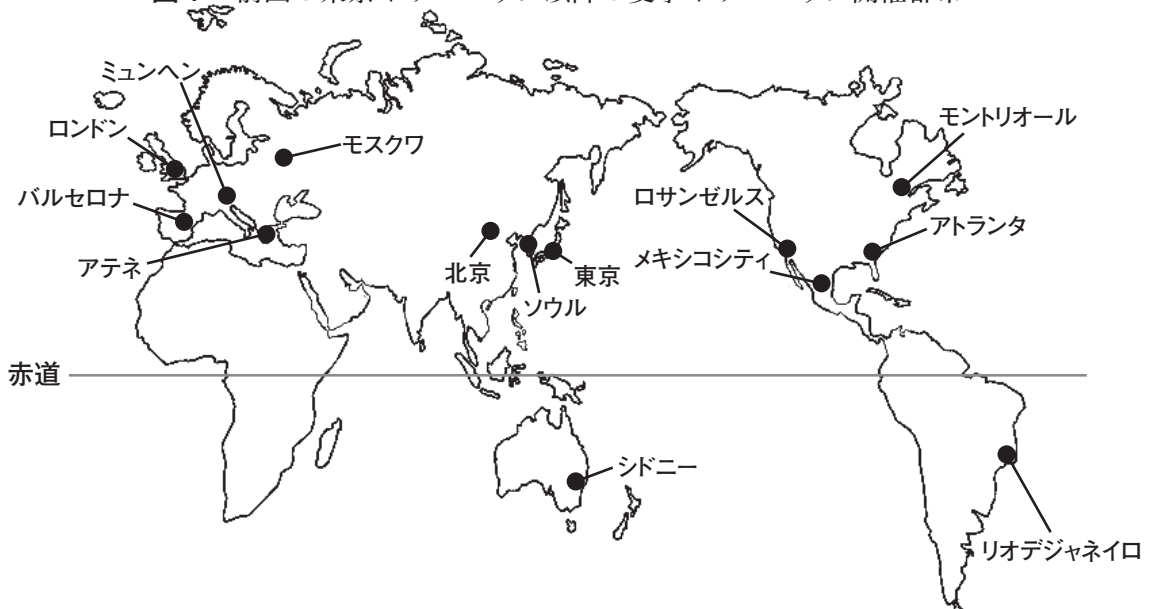 ミュンヘン
ロンドン
モスクワ
バルセロナ
アテネ
北京
ソウル
東京
モントリオール
ロサンゼルス
アトランタ
メキシコシティ
赤道
シドニー
リオデジャネイロ